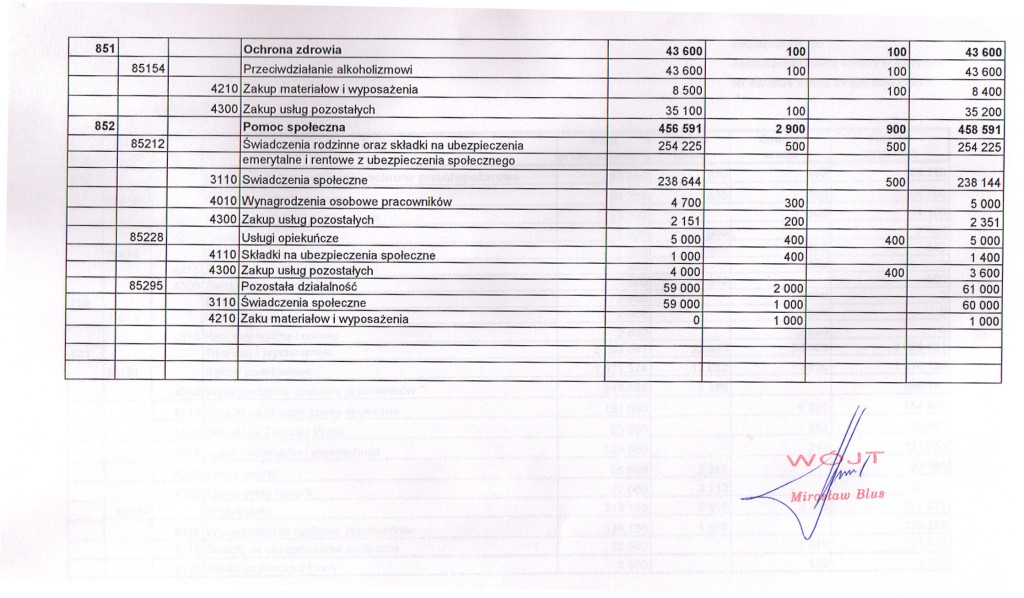 851 Ochrona zdrowia 43 600 100 100 43 600
85154 Przeciwdziałanie alkoholizmowi 43 600 100 100 43 600
4210 Zakup materiałow i wyposażenia 8 500 100 8 400
4300 Zakup usług pozostałych 35 100 100 35 200
852 Pomoc społeczna 456 591 2 900 900 458 591
85212 Świadczenia rodzinne oraz składki na ubezpieczenia 254 225 500 500 254 225
emerytalne i rentowe z ubezpieczenia społecznego
3110 Swiadczenia społeczne 238 644 500 238 144
4010 Wynagrodzenia osobowe pracowników 4 700 300 5 000
4300 Zakup usług pozostałych 2 151 200 2 351
85228 Usługi opiekuńcze 5 000 400 400 5 000
4110 Składki na ubezpieczenia społeczne 1 000 400 1 400
4300 Zakup usług pozostałych 4 000 400 3 600
85295 Pozostała działalność 59 000 2 000 61 000
3110 Świadczenia społeczne 59 000 1 000 60 000
4210 Zaku materiałow i wyposażenia 0 1 000 1 000
WÓJT
Mirosław Blus